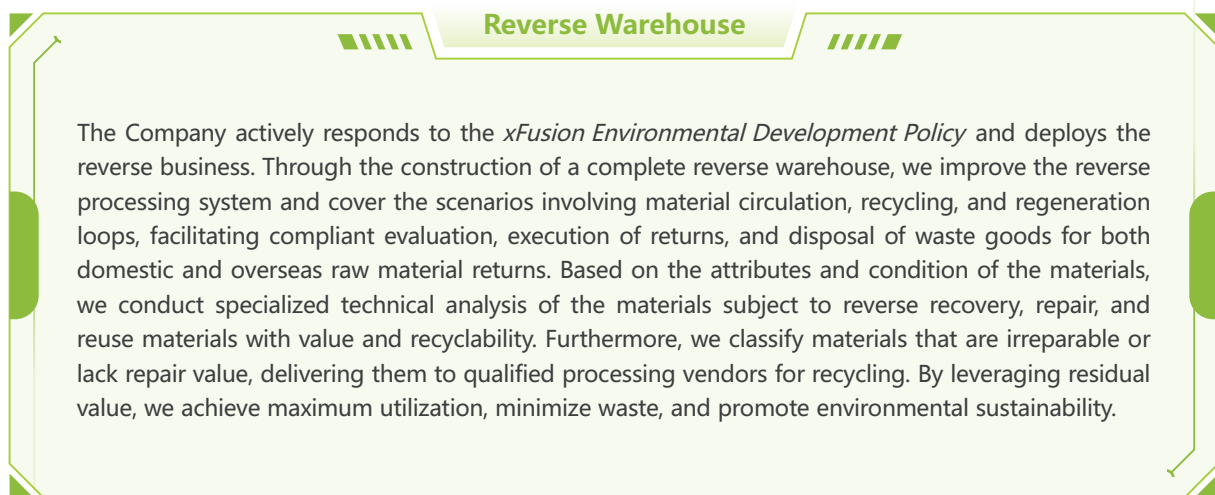 Reverse Warehouse
The Company actively responds to the xFusion Environmental Development Policy and deploys the
reverse business. Through the construction of a complete reverse warehouse, we improve the reverse
processing system and cover the scenarios involving material circulation, recycling, and regeneration
loops, facilitating compliant evaluation, execution of returns, and disposal of waste goods for both
domestic and overseas raw material returns. Based on the attributes and condition of the materials,
we conduct specialized technical analysis of the materials subject to reverse recovery, repair, and
reuse materials with value and recyclability. Furthermore, we classify materials that are irreparable or
lack repair value, delivering them to qualified processing vendors for recycling. By leveraging residual
value, we achieve maximum utilization, minimize waste, and promote environmental sustainability.